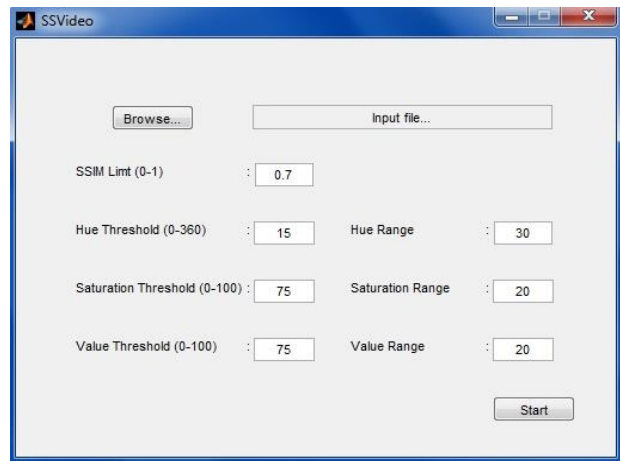 SSVideo
Browse... Input file...
SSIM Limt (0-1) : 0.7
Hue Threshold (0-360) : 15 Hue Range : 30
Saturation Threshold (0-100) : 75 Saturation Range : 20
Value Threshold (0-100) : 75 Value Range : 20
Start